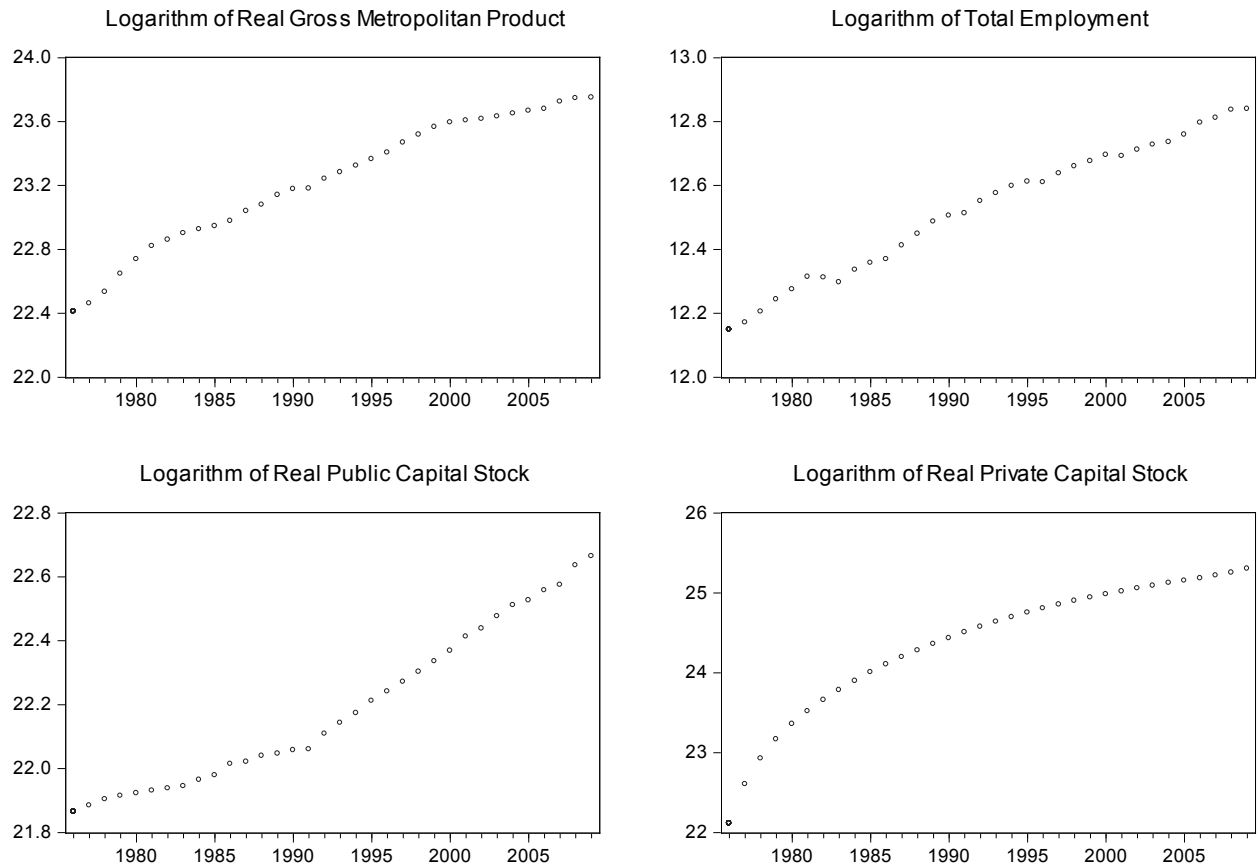 Logarithm of Real Gross Metropolitan Product
24.0
23.6
23.2
22.8
22.4
22.0
1980 1985 1990 1995 2000 2005
Logarithm of Total Employment
13.0
12.8
12.6
12.4
12.2
12.0
1980 1985 1990 1995 2000 2005
Logarithm of Real Public Capital Stock
22.8
22.6
22.4
22.2
22.0
21.8
1980 1985 1990 1995 2000 2005
Logarithm of Real Private Capital Stock
26
25
24
23
22
1980 1985 1990 1995 2000 2005